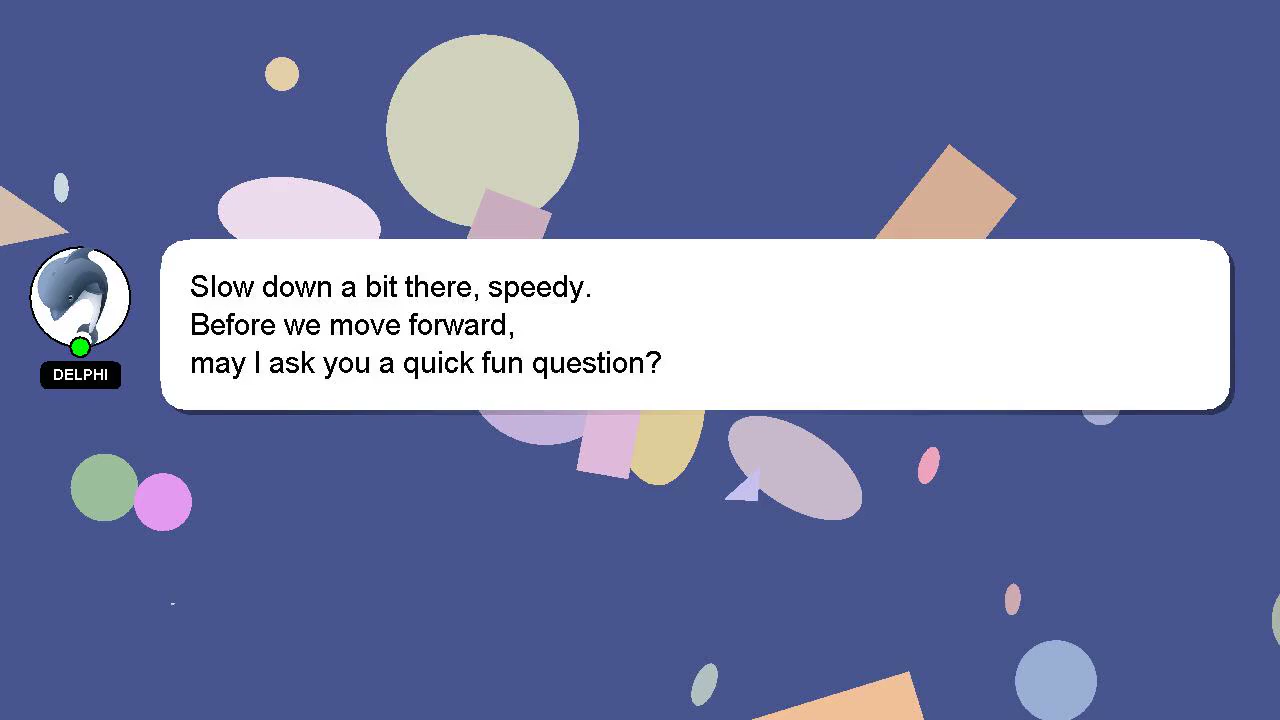 Slow down a bit there, speedy.
Before we move forward,
may I ask you a quick fun question?
DELPHI